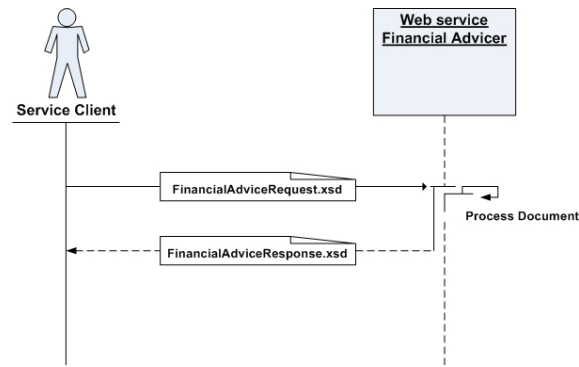 Web service
Financial Advicer
Service Client
FinancialAdviceRequest.xsd
Process Document
FinancialAdviceResponse.xsd